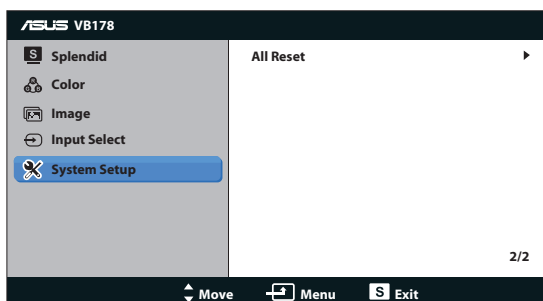 ASUS VB178
S Splendid
Color
Image
Input Select
System Setup
All Reset
2/2
Move Menu S Exit